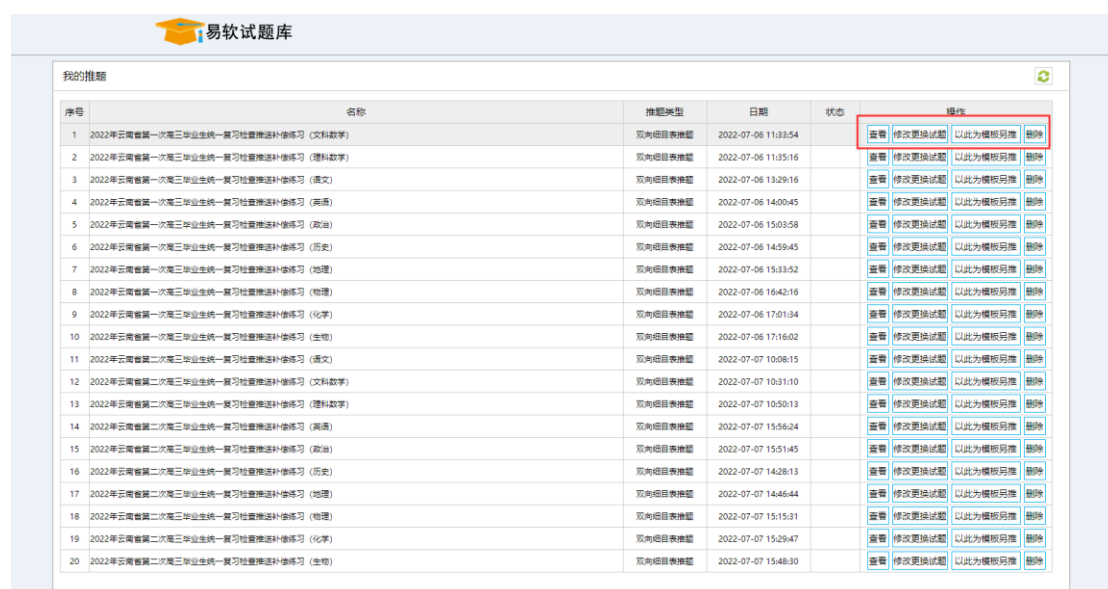 易软试题库
我的推题
序号 名称 推题类型 日期 状态 操作
1 2022年云南省第一次高三毕业生统一复习检查推送补偿练习（文科数学） 双向细目表推题 2022-07-06 11:33:54 查看 修改更换试题 以此为模板另推 删除
2 2022年云南省第一次高三毕业生统一复习检查推送补偿练习（理科数学） 双向细目表推题 2022-07-06 11:35:16 查看 修改更换试题 以此为模板另推 删除
3 2022年云南省第一次高三毕业生统一复习检查推送补偿练习（语文） 双向细目表推题 2022-07-06 13:29:16 查看 修改更换试题 以此为模板另推 删除
4 2022年云南省第一次高三毕业生统一复习检查推送补偿练习（英语） 双向细目表推题 2022-07-06 14:00:45 查看 修改更换试题 以此为模板另推 删除
5 2022年云南省第一次高三毕业生统一复习检查推送补偿练习（政治） 双向细目表推题 2022-07-06 15:03:58 查看 修改更换试题 以此为模板另推 删除
6 2022年云南省第一次高三毕业生统一复习检查推送补偿练习（历史） 双向细目表推题 2022-07-06 14:59:45 查看 修改更换试题 以此为模板另推 删除
7 2022年云南省第一次高三毕业生统一复习检查推送补偿练习（地理） 双向细目表推题 2022-07-06 15:33:52 查看 修改更换试题 以此为模板另推 删除
8 2022年云南省第一次高三毕业生统一复习检查推送补偿练习（物理） 双向细目表推题 2022-07-06 16:42:16 查看 修改更换试题 以此为模板另推 删除
9 2022年云南省第一次高三毕业生统一复习检查推送补偿练习（化学） 双向细目表推题 2022-07-06 17:01:34 查看 修改更换试题 以此为模板另推 删除
10 2022年云南省第一次高三毕业生统一复习检查推送补偿练习（生物） 双向细目表推题 2022-07-06 17:16:02 查看 修改更换试题 以此为模板另推 删除
11 2022年云南省第二次高三毕业生统一复习检查推送补偿练习（语文） 双向细目表推题 2022-07-07 10:08:15 查看 修改更换试题 以此为模板另推 删除
12 2022年云南省第二次高三毕业生统一复习检查推送补偿练习（文科数学） 双向细目表推题 2022-07-07 10:31:10 查看 修改更换试题 以此为模板另推 删除
13 2022年云南省第二次高三毕业生统一复习检查推送补偿练习（理科数学） 双向细目表推题 2022-07-07 10:50:13 查看 修改更换试题 以此为模板另推 删除
14 2022年云南省第二次高三毕业生统一复习检查推送补偿练习（英语） 双向细目表推题 2022-07-07 15:56:24 查看 修改更换试题 以此为模板另推 删除
15 2022年云南省第二次高三毕业生统一复习检查推送补偿练习（政治） 双向细目表推题 2022-07-07 15:51:45 查看 修改更换试题 以此为模板另推 删除
16 2022年云南省第二次高三毕业生统一复习检查推送补偿练习（历史） 双向细目表推题 2022-07-07 14:28:13 查看 修改更换试题 以此为模板另推 删除
17 2022年云南省第二次高三毕业生统一复习检查推送补偿练习（地理） 双向细目表推题 2022-07-07 14:46:44 查看 修改更换试题 以此为模板另推 删除
18 2022年云南省第二次高三毕业生统一复习检查推送补偿练习（物理） 双向细目表推题 2022-07-07 15:15:31 查看 修改更换试题 以此为模板另推 删除
19 2022年云南省第二次高三毕业生统一复习检查推送补偿练习（化学） 双向细目表推题 2022-07-07 15:29:47 查看 修改更换试题 以此为模板另推 删除
20 2022年云南省第二次高三毕业生统一复习检查推送补偿练习（生物） 双向细目表推题 2022-07-07 15:48:30 查看 修改更换试题 以此为模板另推 删除